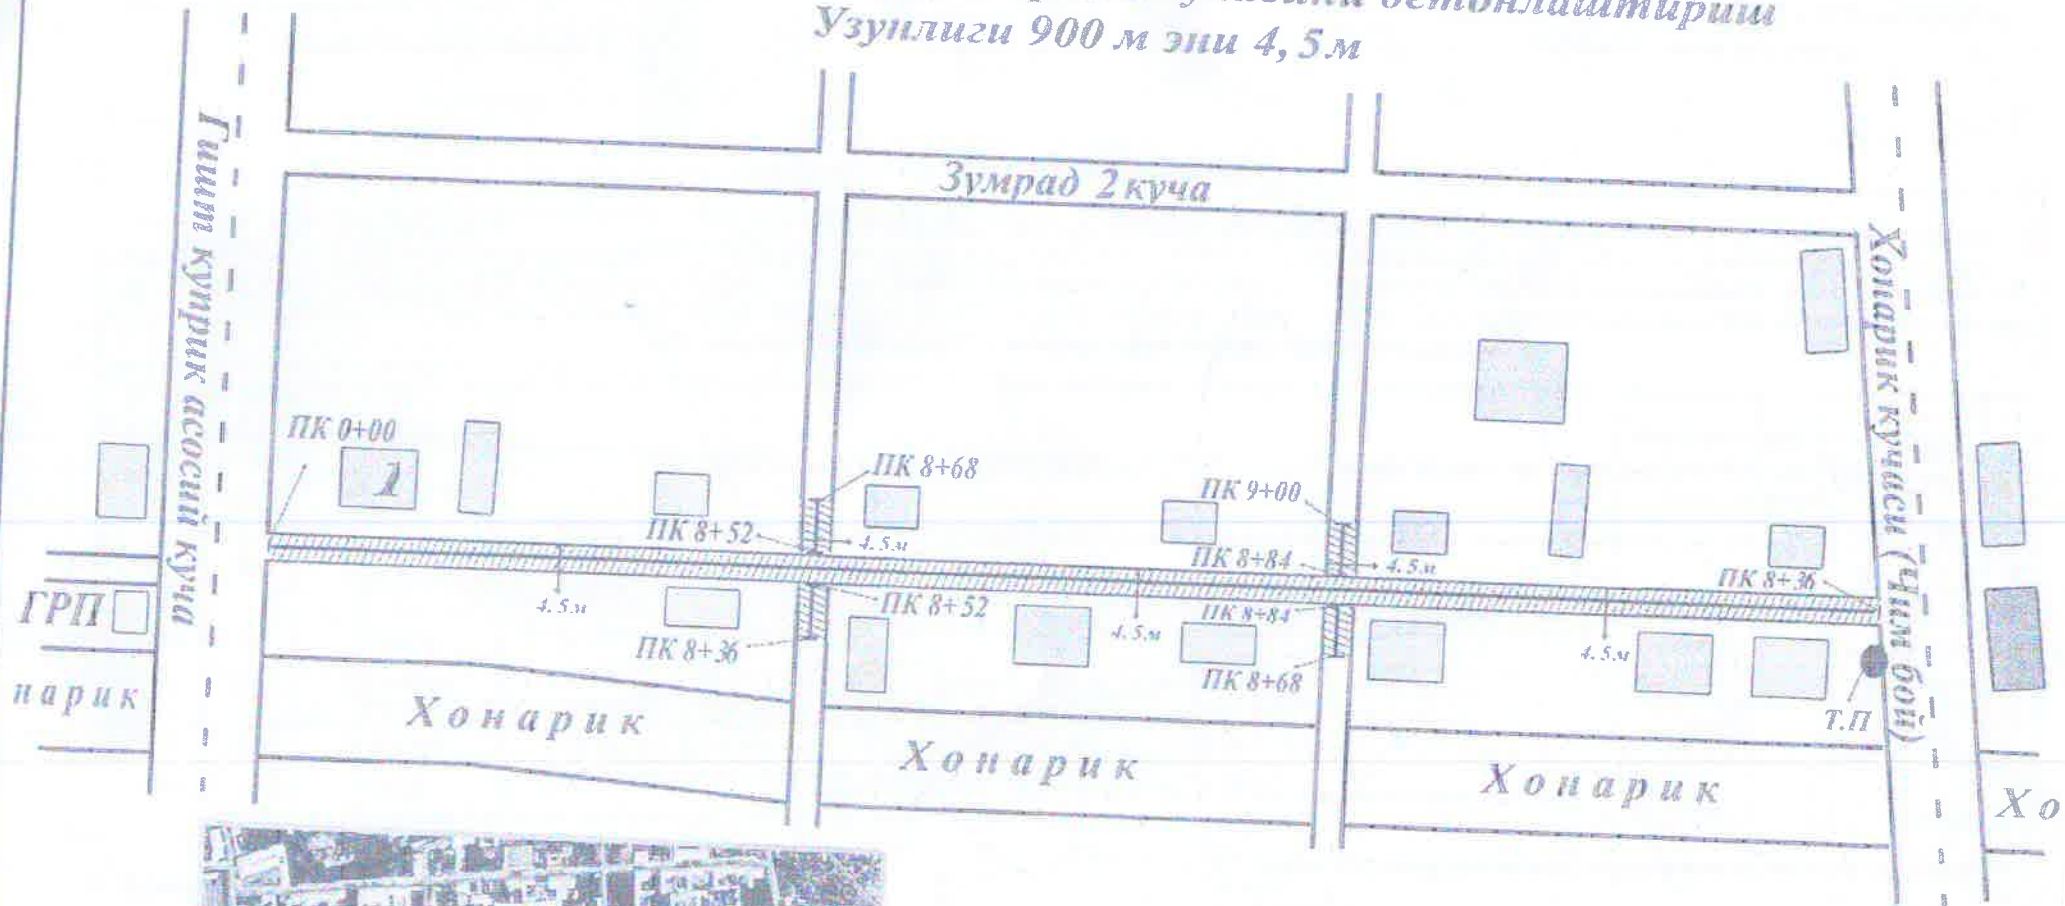 бетонлаштириш
Узунлиги 900 м эни 4,5м
Зумрад 2 куча
Гишт куприк асосий куча
Хонарик кучаси (Чим бой)
ПК 0+00
1
ПК 8+68
ПК 9+00
ПК 8+52
4.5м
ПК 8+84
4.5м
ПК 8+36
ГРП
4.5м
ПК 8+52
4.5м
ПК 8+84
4.5м
ПК 8+36
ПК 8+68
Т.П
нарик
Хонарик
Хонарик
Хонарик
Хо